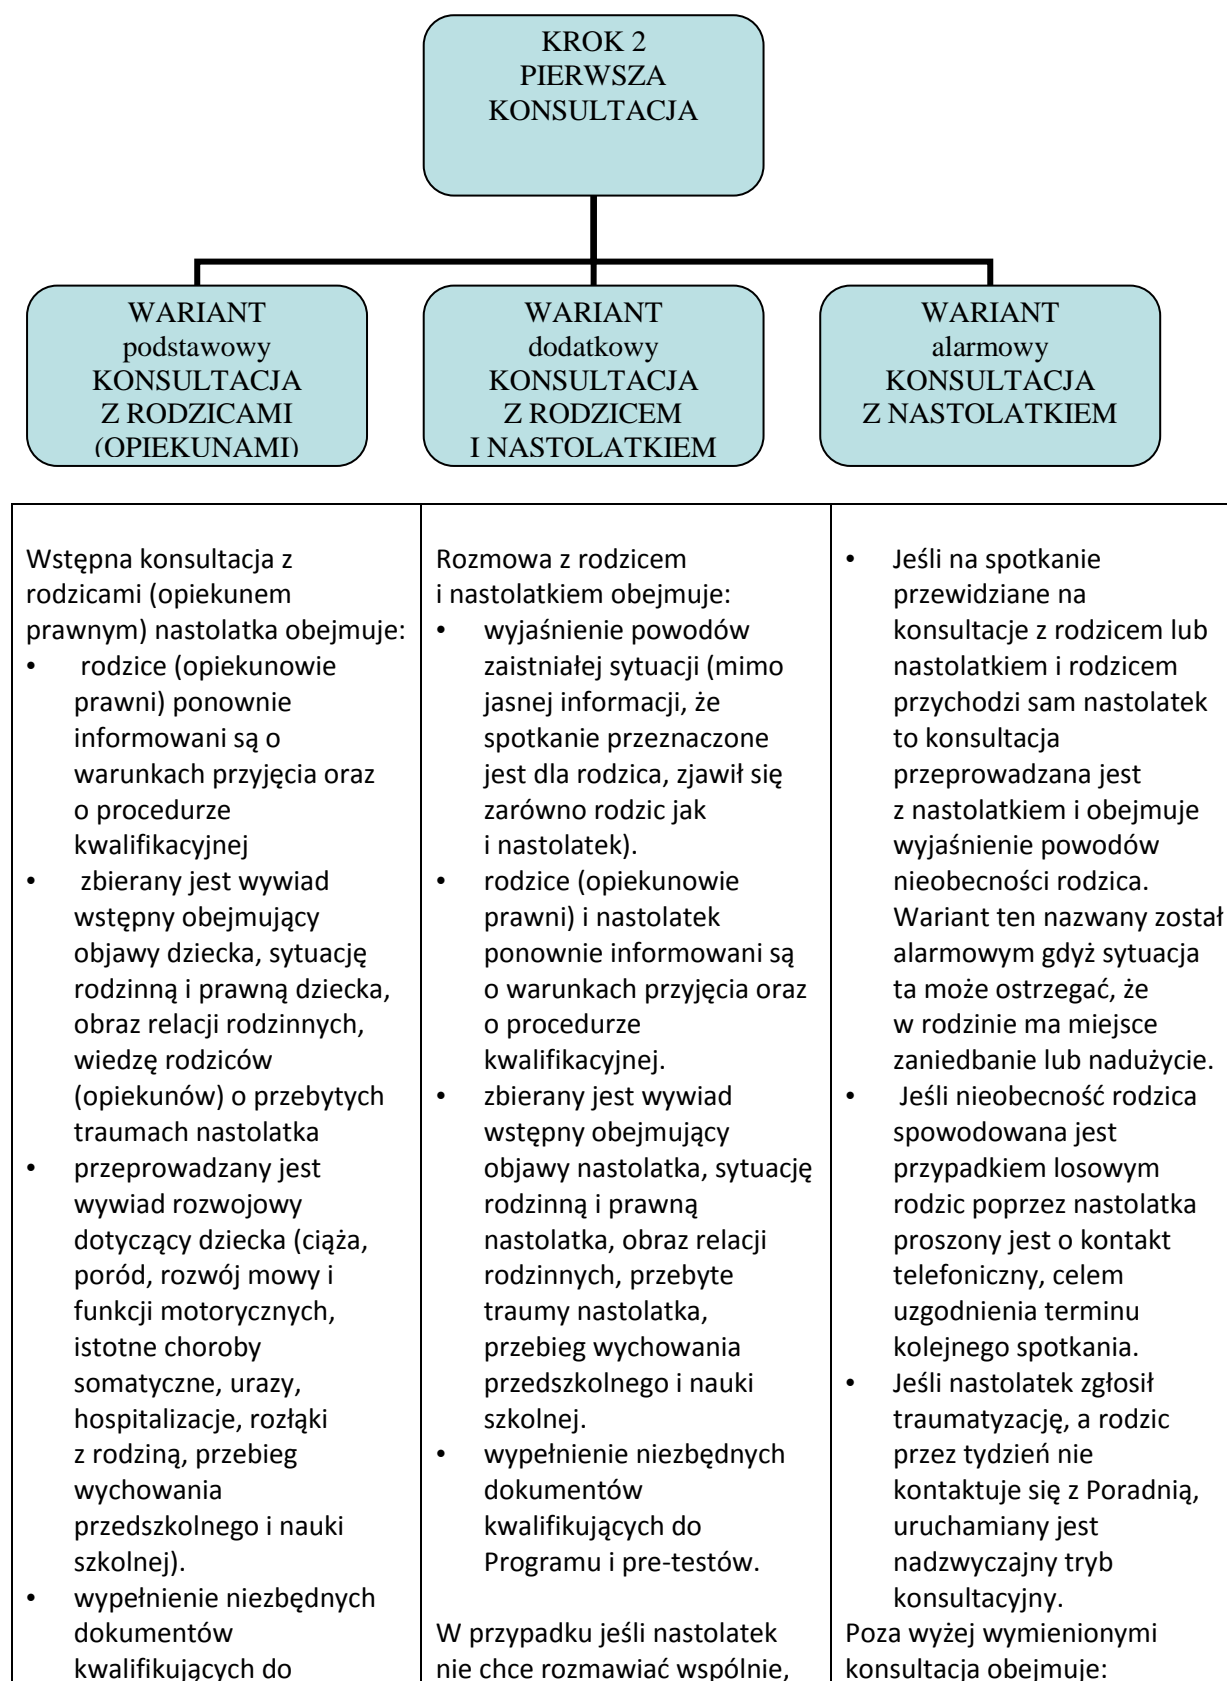 KROK 2
PIERWSZA
KONSULTACJA
WARIANT
podstawowy
KONSULTACJA
Z RODZICAMI
(OPIEKUNAMI)
WARIANT
dodatkowy
KONSULTACJA
Z RODZICEM
I NASTOLATKIEM
WARIANT
alarmowy
KONSULTACJA
Z NASTOLATKIEM
Wstępna konsultacja z
rodzicami (opiekunem
prawnym) nastolatka obejmuje:
• rodzice (opiekunowie
prawni) ponownie
informowani są o
warunkach przyjęcia oraz
o procedurze
kwalifikacyjnej
• zbierany jest wywiad
wstępny obejmujący
objawy dziecka, sytuację
rodzinną i prawną dziecka,
obraz relacji rodzinnych,
wiedzę rodziców
(opiekunów) o przebytych
traumach nastolatka
• przeprowadzany jest
wywiad rozwojowy
dotyczący dziecka (ciąża,
poród, rozwój mowy i
funkcji motorycznych,
istotne choroby
somatyczne, urazy,
hospitalizacje, rozłąki
z rodziną, przebieg
wychowania
przedszkolnego i nauki
szkolnej).
• wypełnienie niezbędnych
dokumentów
kwalifikujących do
Rozmowa z rodzicem
i nastolatkiem obejmuje:
• wyjaśnienie powodów
zaistniałej sytuacji (mimo
jasnej informacji, że
spotkanie przeznaczone
jest dla rodzica, zjawił się
zarówno rodzic jak
i nastolatek).
• rodzice (opiekunowie
prawni) i nastolatek
ponownie informowani są
o warunkach przyjęcia oraz
o procedurze
kwalifikacyjnej.
• zbierany jest wywiad
wstępny obejmujący
objawy nastolatka, sytuację
rodzinną i prawną
nastolatka, obraz relacji
rodzinnych, przebyte
traumy nastolatka,
przebieg wychowania
przedszkolnego i nauki
szkolnej.
• wypełnienie niezbędnych
dokumentów
kwalifikujących do
Programu i pre-testów.
W przypadku jeśli nastolatek
nie chce rozmawiać wspólnie,
• Jeśli na spotkanie
przewidziane na
konsultacje z rodzicem lub
nastolatkiem i rodzicem
przychodzi sam nastolatek
to konsultacja
przeprowadzana jest
z nastolatkiem i obejmuje
wyjaśnienie powodów
nieobecności rodzica.
Wariant ten nazwany został
alarmowym gdyż sytuacja
ta może ostrzegać, że
w rodzinie ma miejsce
zaniedbanie lub nadużycie.
• Jeśli nieobecność rodzica
spowodowana jest
przypadkiem losowym
rodzic poprzez nastolatka
proszony jest o kontakt
telefoniczny, celem
uzgodnienia terminu
kolejnego spotkania.
• Jeśli nastolatek zgłosił
traumatyzację, a rodzic
przez tydzień nie
kontaktuje się z Poradnią,
uruchamiany jest
nadzwyczajny tryb
konsultacyjny.
Poza wyżej wymienionymi
konsultacja obejmuje: